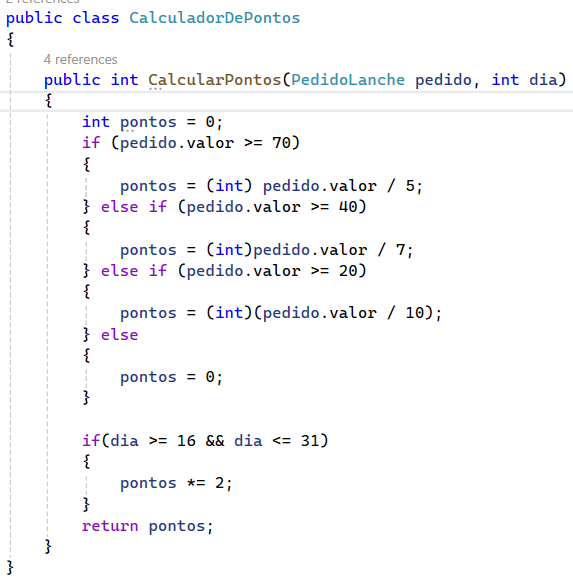 2 references
public class CalculadorDePontos
{
4 references
public int CalcularPontos(PedidoLanche pedido, int dia)
{
int pontos = 0;
if (pedido.valor >= 70)
{
pontos = (int) pedido.valor / 5;
} else if (pedido.valor >= 40)
{
pontos = (int)pedido.valor / 7;
} else if (pedido.valor >= 20)
{
pontos = (int)(pedido.valor / 10);
} else
{
pontos = 0;
}
if(dia >= 16 && dia <= 31)
{
pontos *= 2;
}
return pontos;
}
}